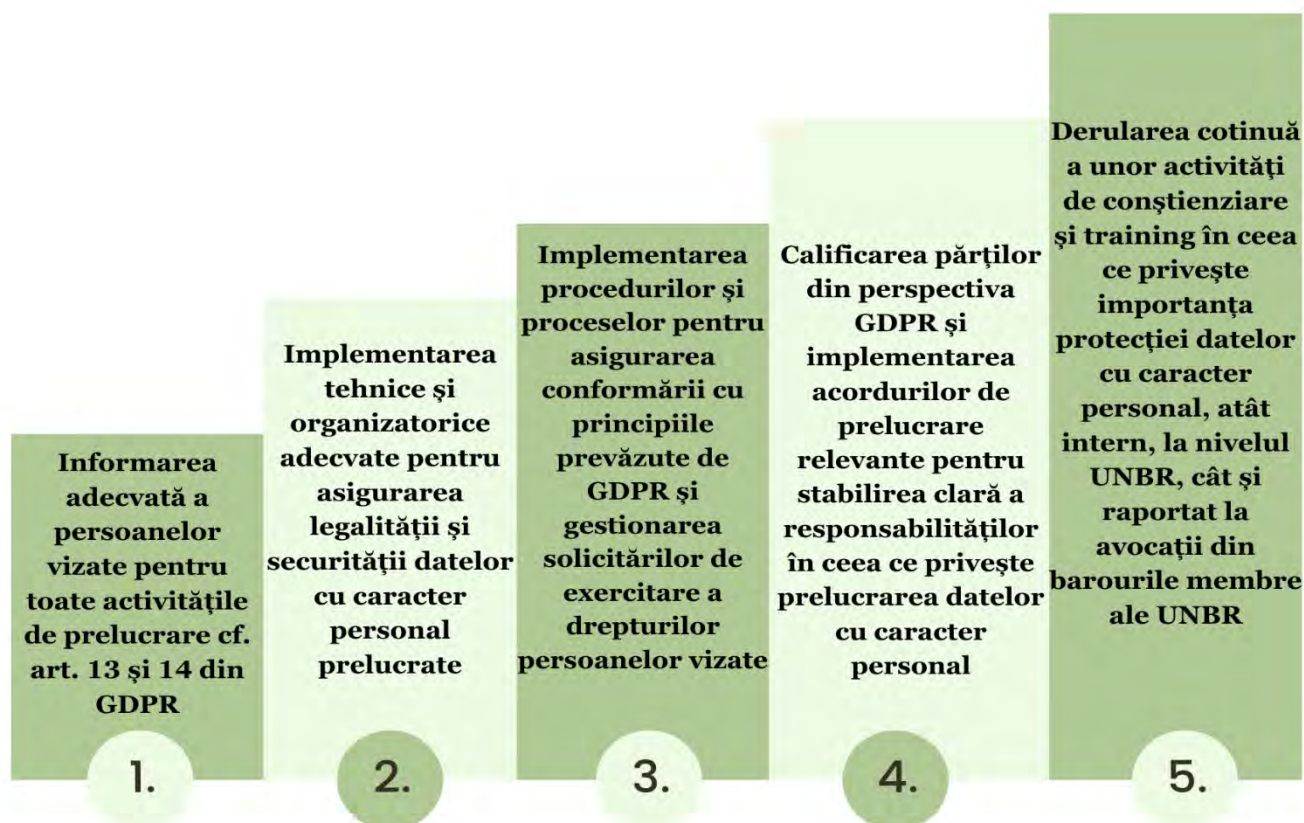 Informarea
adecvată a
persoanelor
vizate pentru
toate activitățile
de prelucrare cf.
art. 13 și 14 din
GDPR
1.
Implementarea
tehnice și
organizatorice
adecvate pentru
asigurarea
legalității și
securității datelor
cu caracter
personal
prelucrate
2.
Implementarea
procedurilor și
proceselor pentru
asigurarea
conformării cu
principiile
prevăzute de
GDPR și
gestionarea
solicitărilor de
exercitare a
drepturilor
persoanelor vizate
3.
Calificarea părților
din perspectiva
GDPR și
implementarea
acordurilor de
prelucrare
relevante pentru
stabilirea clară a
responsabilităților
în ceea ce privește
prelucrarea datelor
cu caracter
personal
4.
Derularea cotinuă
a unor activități
de conștienziare
și training în ceea
ce privește
importanța
protecției datelor
cu caracter
personal, atât
intern, la nivelul
UNBR, cât și
raportat la
avocații din
barourile membre
ale UNBR
5.